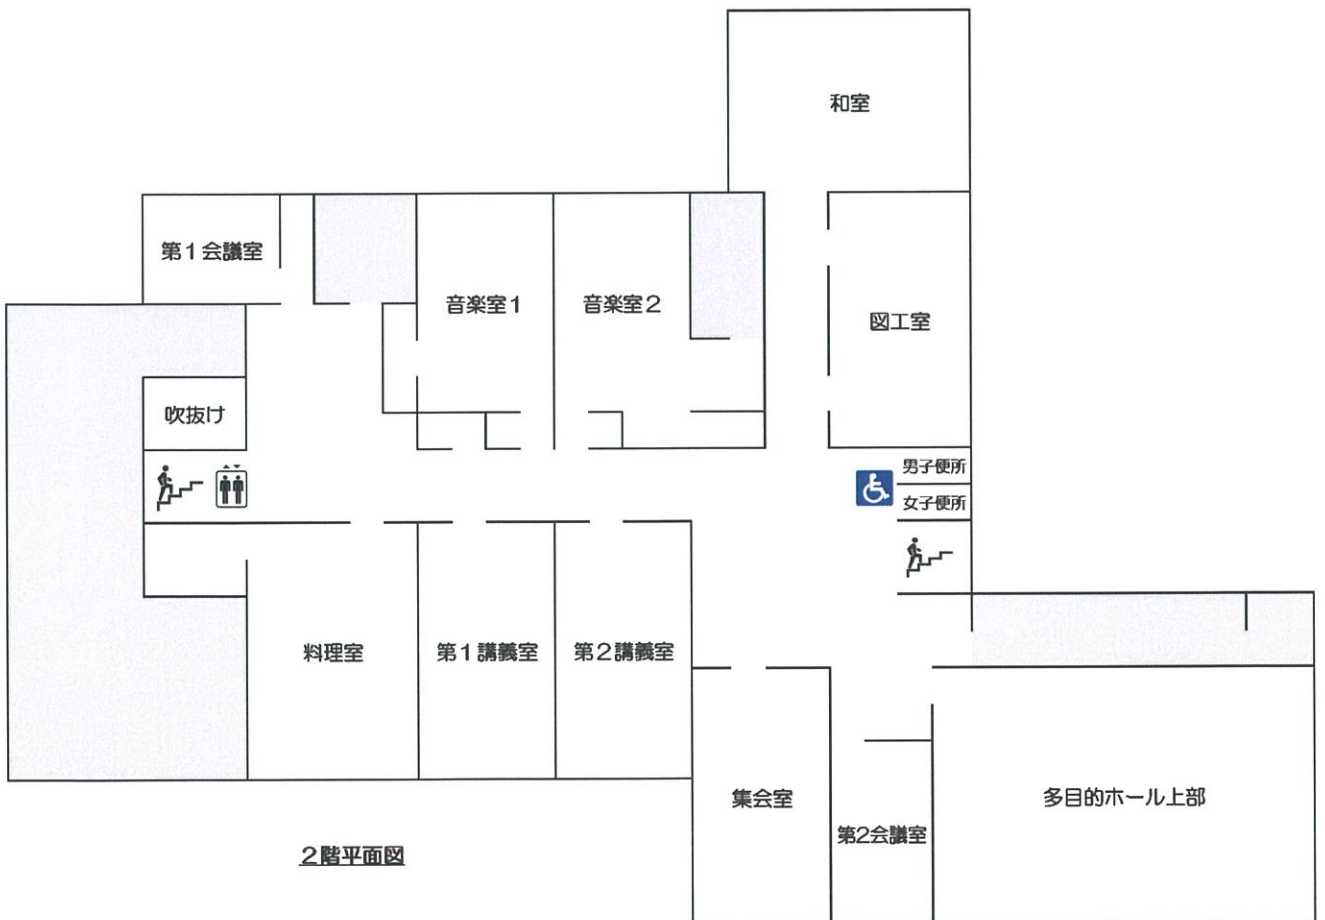 和室
第1会議室
音楽室1
音楽室2
図工室
吹抜け
男子便所
女子便所
料理室
第1講義室
第2講義室
集会室
第2会議室
多目的ホール上部
2階平面図